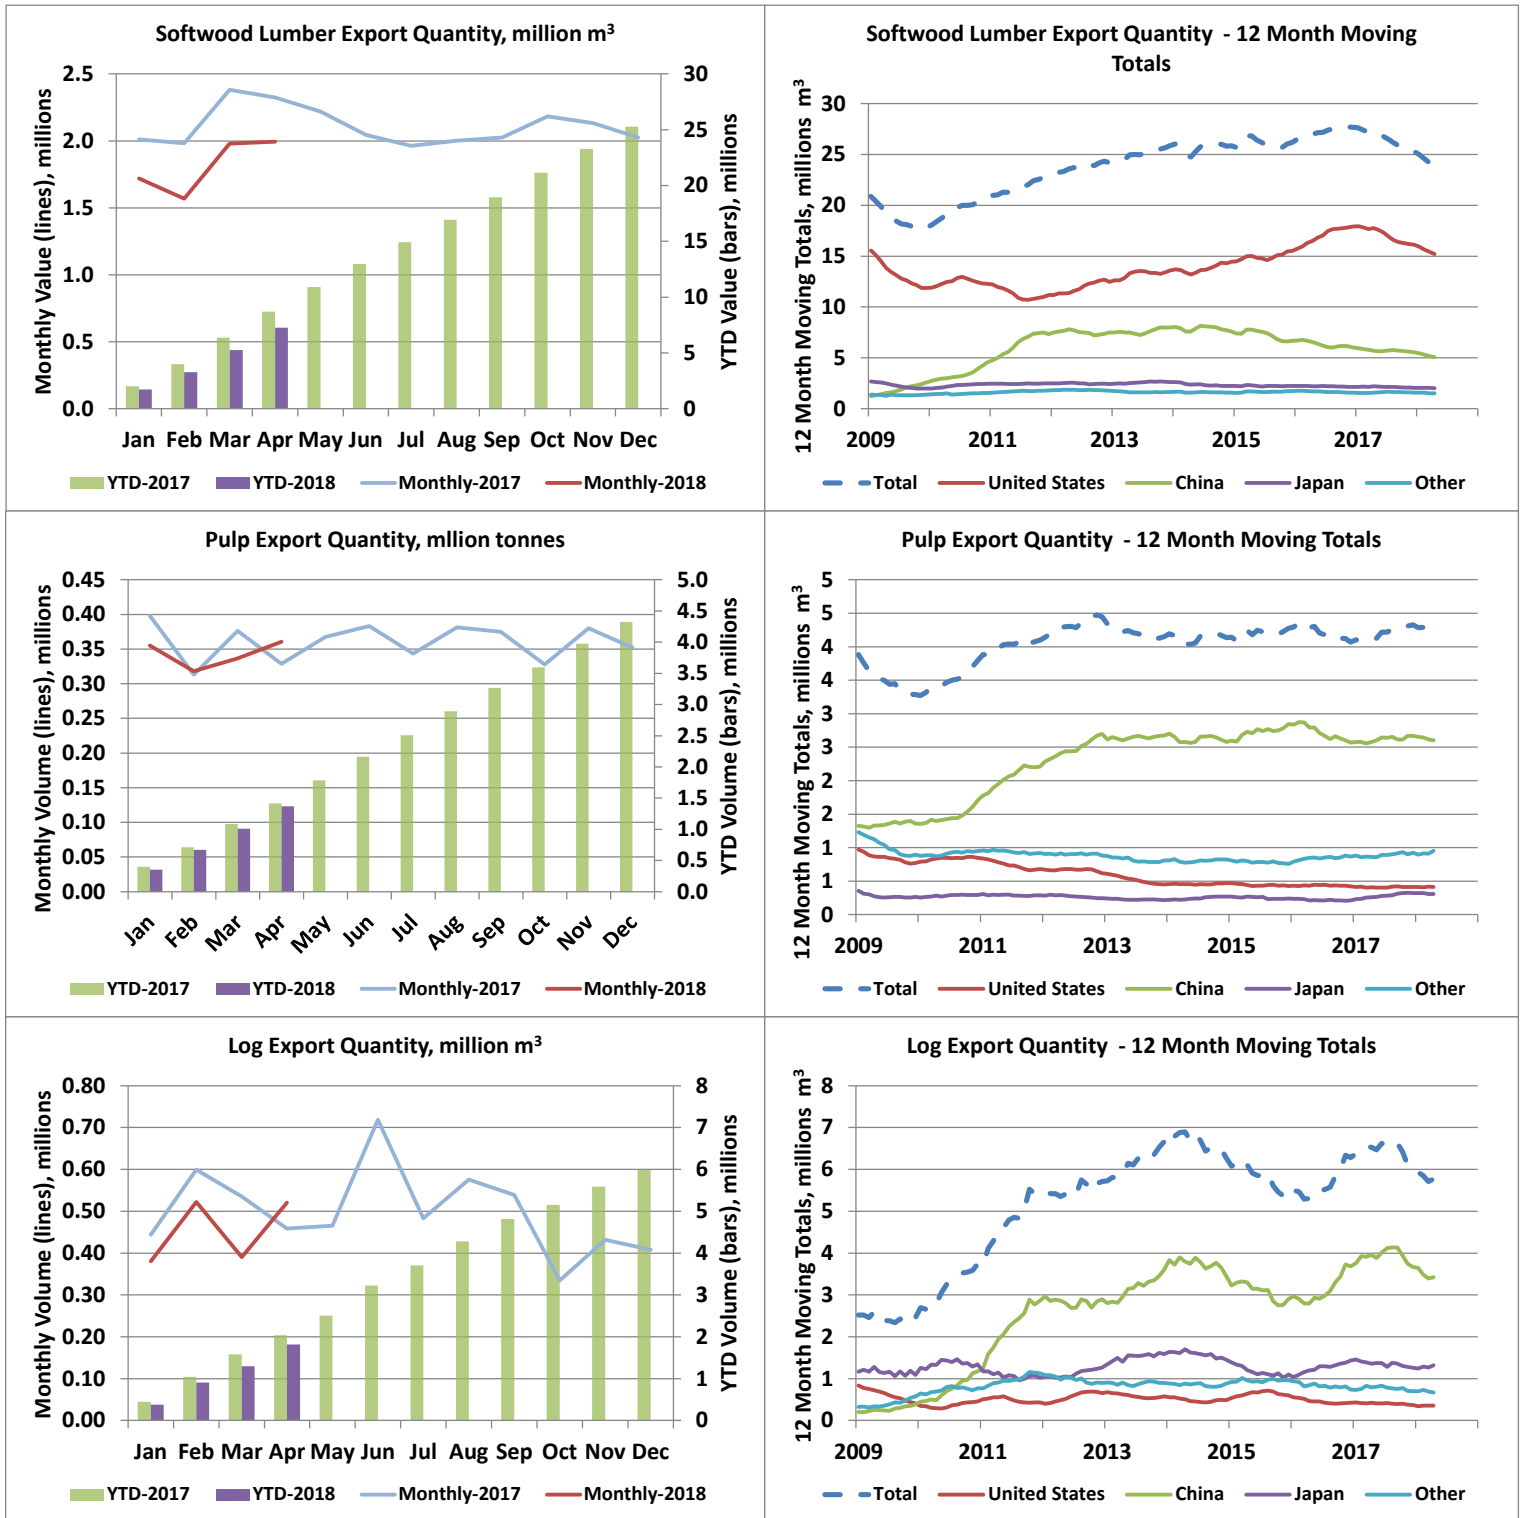 Softwood Lumber Export Quantity, million m³
Monthly Value (lines), millions
2.5
2.0
1.5
1.0
0.5
0.0
30
25
20
15
10
5
0
YTD Value (bars), millions
Jan Feb Mar Apr May Jun Jul Aug Sep Oct Nov Dec
YTD-2017 YTD-2018 Monthly-2017 Monthly-2018
Softwood Lumber Export Quantity - 12 Month Moving
Totals
12 Month Moving Totals, millions m³
30
25
20
15
10
5
0
2009 2011 2013 2015 2017
Total United States China Japan Other
Pulp Export Quantity, mllion tonnes
Monthly Volume (lines), millions
0.45
0.40
0.35
0.30
0.25
0.20
0.15
0.10
0.05
0.00
5.0
4.5
4.0
3.5
3.0
2.5
2.0
1.5
1.0
0.5
0.0
YTD Volume (bars), millions
Jan Feb Mar Apr May Jun Jul Aug Sep Oct Nov Dec
YTD-2017 YTD-2018 Monthly-2017 Monthly-2018
Pulp Export Quantity - 12 Month Moving Totals
12 Month Moving Totals, millions m³
5
5
4
4
3
3
2
2
1
1
0
2009 2011 2013 2015 2017
Total United States China Japan Other
Log Export Quantity, million m³
Monthly Volume (lines), millions
0.80
0.70
0.60
0.50
0.40
0.30
0.20
0.10
0.00
8
7
6
5
4
3
2
1
0
YTD Volume (bars), millions
Jan Feb Mar Apr May Jun Jul Aug Sep Oct Nov Dec
YTD-2017 YTD-2018 Monthly-2017 Monthly-2018
Log Export Quantity - 12 Month Moving Totals
12 Month Moving Totals, millions m³
8
7
6
5
4
3
2
1
0
2009 2011 2013 2015 2017
Total United States China Japan Other